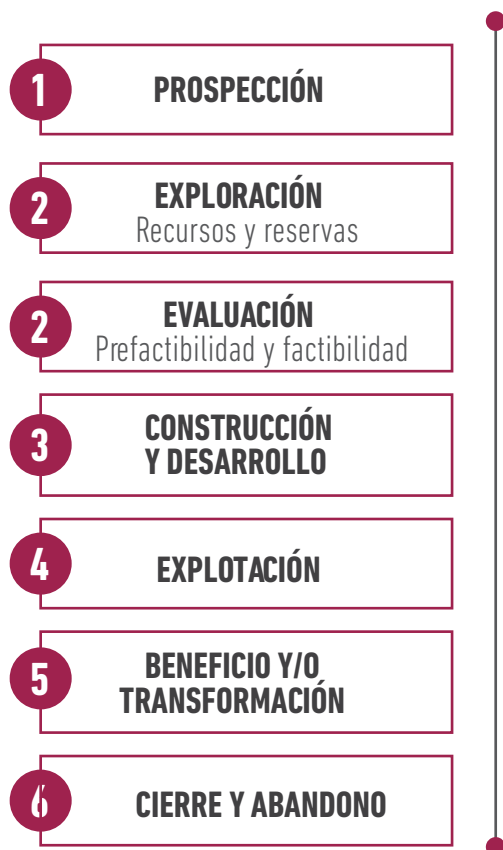 1
PROSPECCIÓN
2
EXPLORACIÓN
Recursos y reservas
2
EVALUACIÓN
Prefactibilidad y factibilidad
3
CONSTRUCCIÓN
Y DESARROLLO
4
EXPLOTACIÓN
5
BENEFICIO Y/O
TRANSFORMACIÓN
6
CIERRE Y ABANDONO